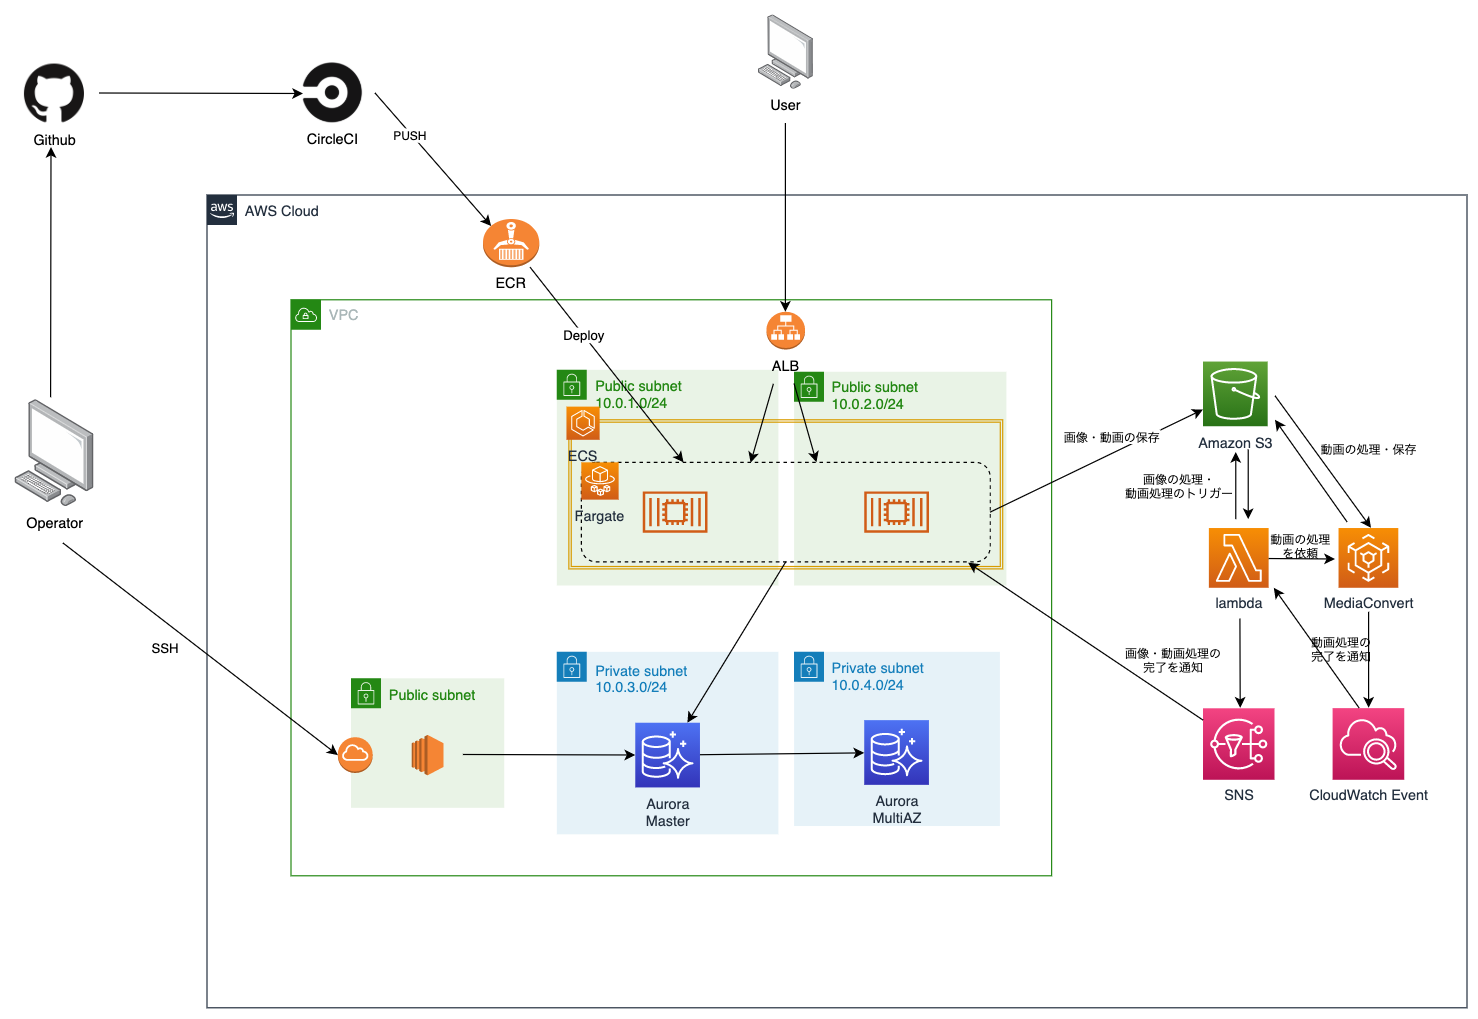 User
Github
CircleCI
PUSH
aws
AWS Cloud
ECR
VPC
Deploy
ALB
Public subnet
10.0.1.0/24
Public subnet
10.0.2.0/24
ECS
Fargate
画像・動画の保存
Amazon S3
動画の処理・保存
画像の処理・
動画処理のトリガー
動画の処理
を依頼
lambda
MediaConvert
Operator
SSH
画像・動画処理の
完了を通知
動画処理の
完了を通知
Public subnet
Private subnet
10.0.3.0/24
Private subnet
10.0.4.0/24
Aurora
Master
Aurora
MultiAZ
SNS
CloudWatch Event